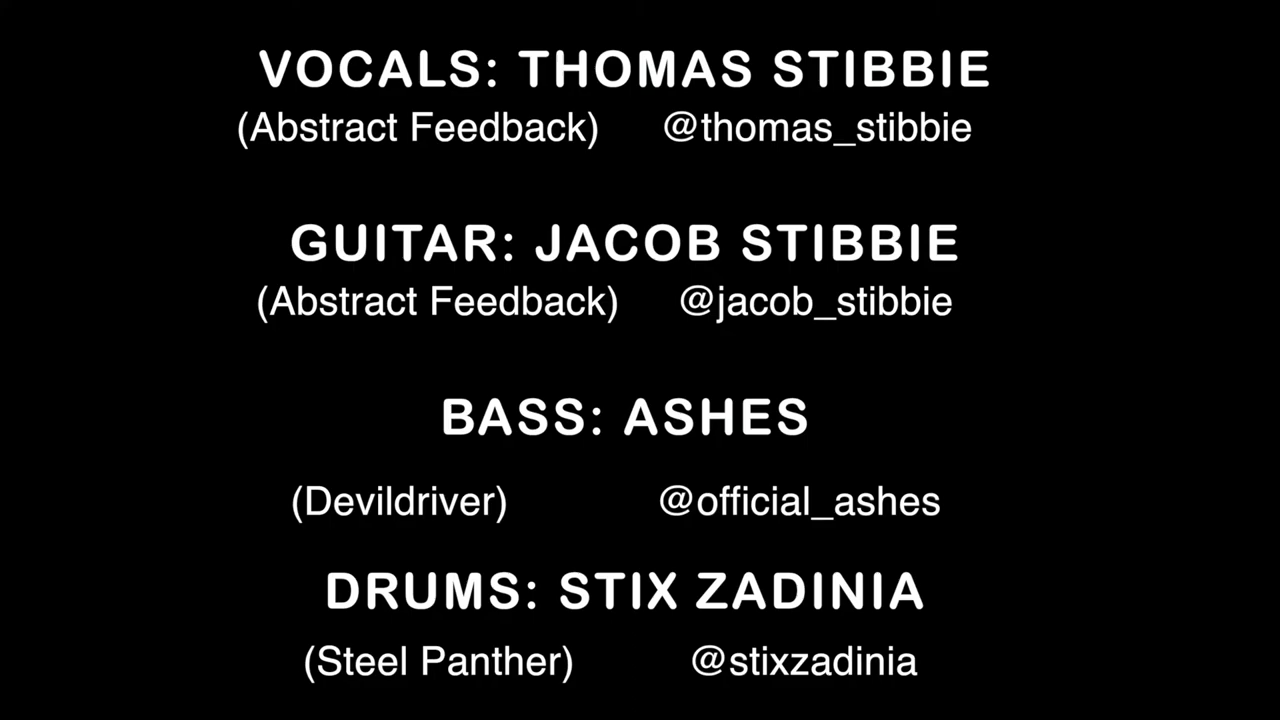 VOCALS: THOMAS STIBBIE
(Abstract Feedback) @thomas_stibbie
GUITAR: JACOB STIBBIE
(Abstract Feedback) @jacob_stibbie
BASS: ASHES
(Devildriver) @official_ashes
DRUMS: STIX ZADINIA
(Steel Panther) @stixzadinia